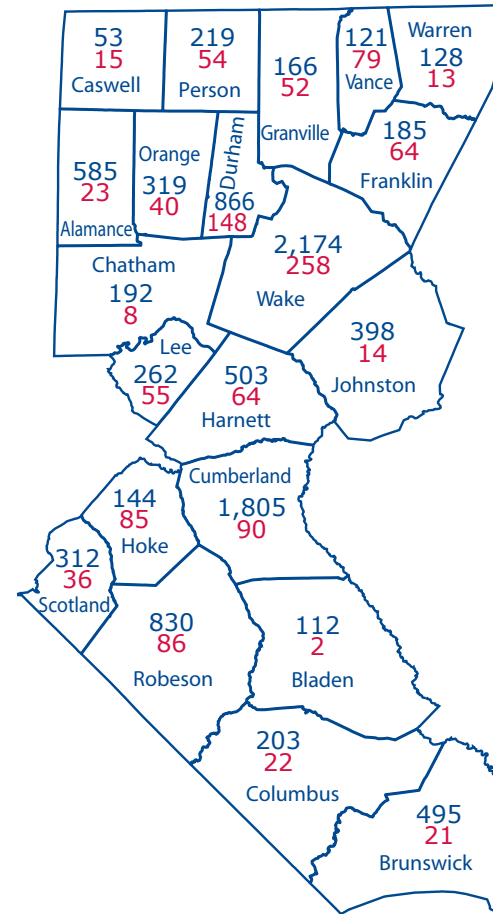 53
15
Caswell
219
54
Person
166
52
Granville
121
79
Vance
Warren
128
13
185
64
Franklin
585
23
Alamance
Orange
319
40
Durham
866
148
2,174
258
Wake
Chatham
192
8
Lee
262
55
503
64
Harnett
398
14
Johnston
Cumberland
1,805
90
144
85
Hoke
312
36
Scotland
830
86
Robeson
112
2
Bladen
203
22
Columbus
495
21
Brunswick